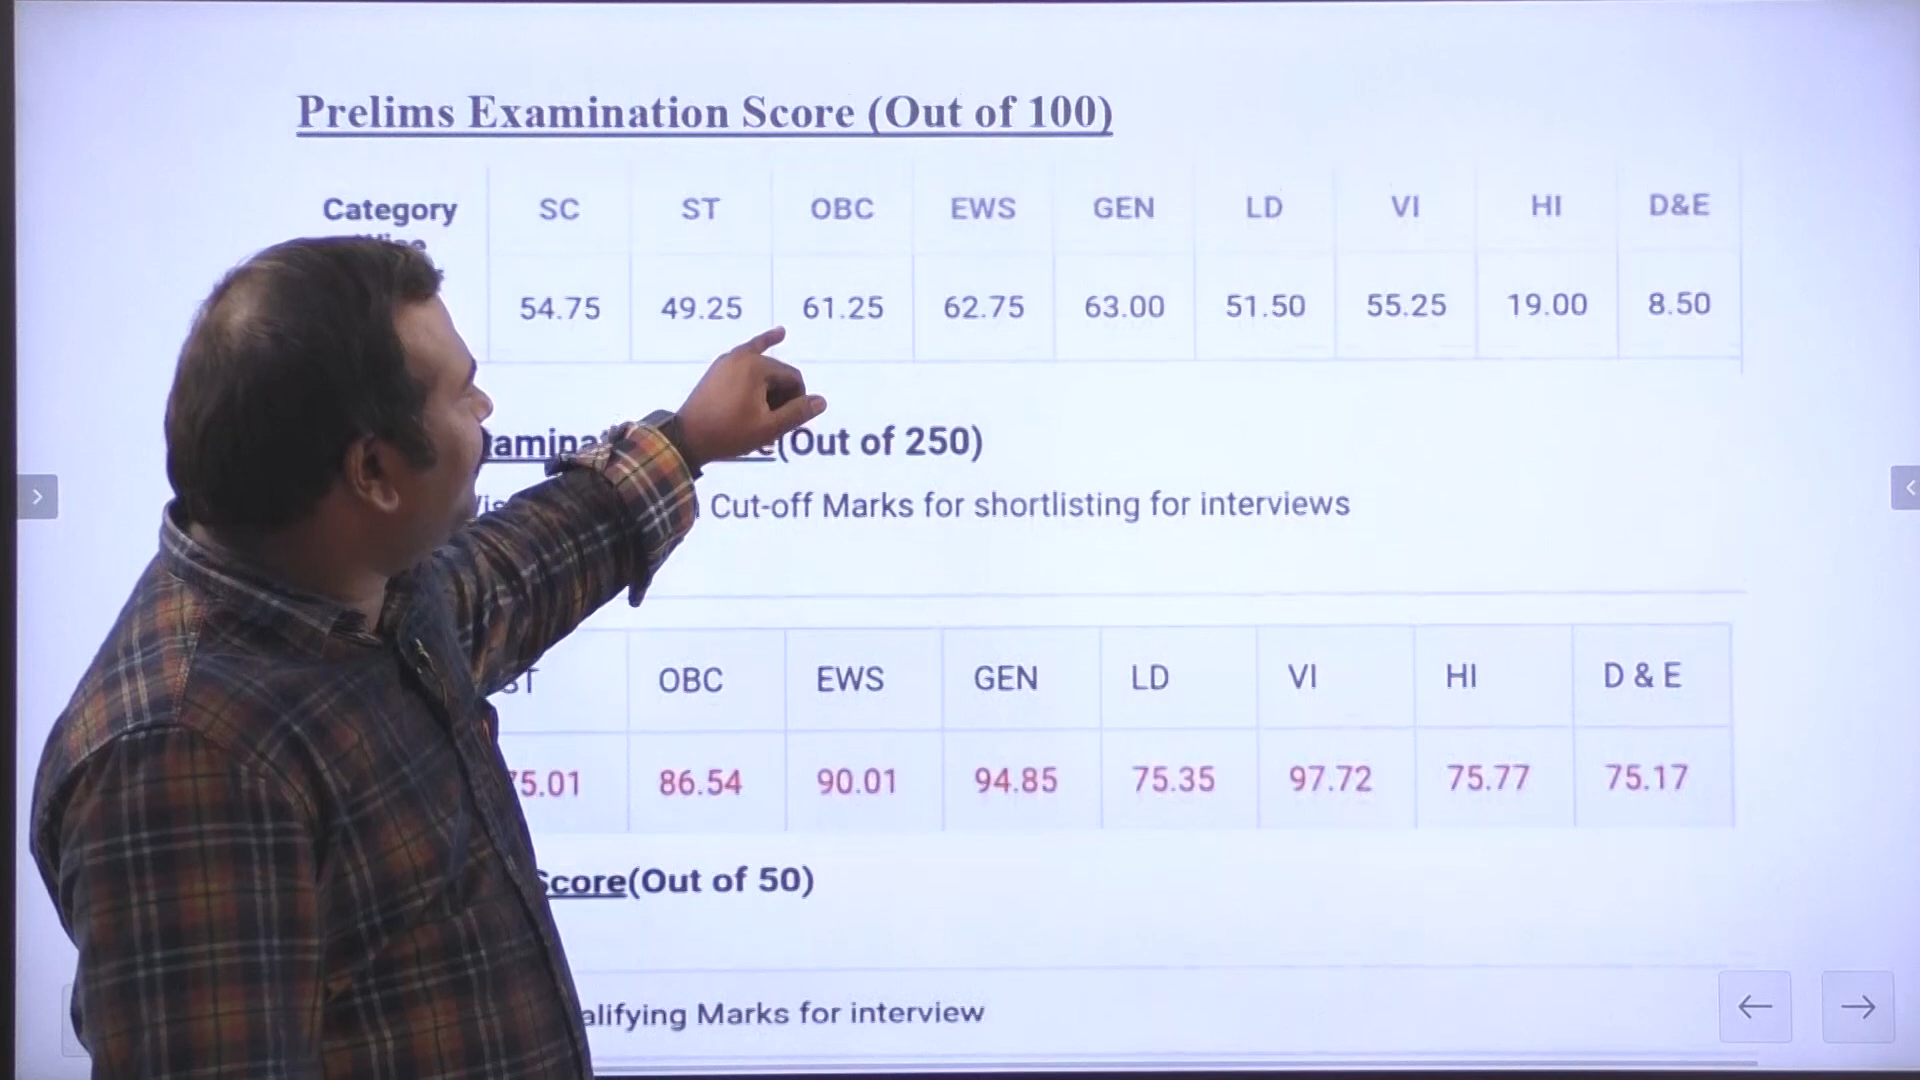 Prelims Examination Score (Out of 100)
Category SC ST OBC EWS GEN LD VI HI D&E
54.75 49.25 61.25 62.75 63.00 51.50 55.25 19.00 8.50
(Out of 250)
Cut-off Marks for shortlisting for interviews
OBC EWS GEN LD VI HI D & E
5.01 86.54 90.01 94.85 75.35 97.72 75.77 75.17
Score(Out of 50)
alifying Marks for interview